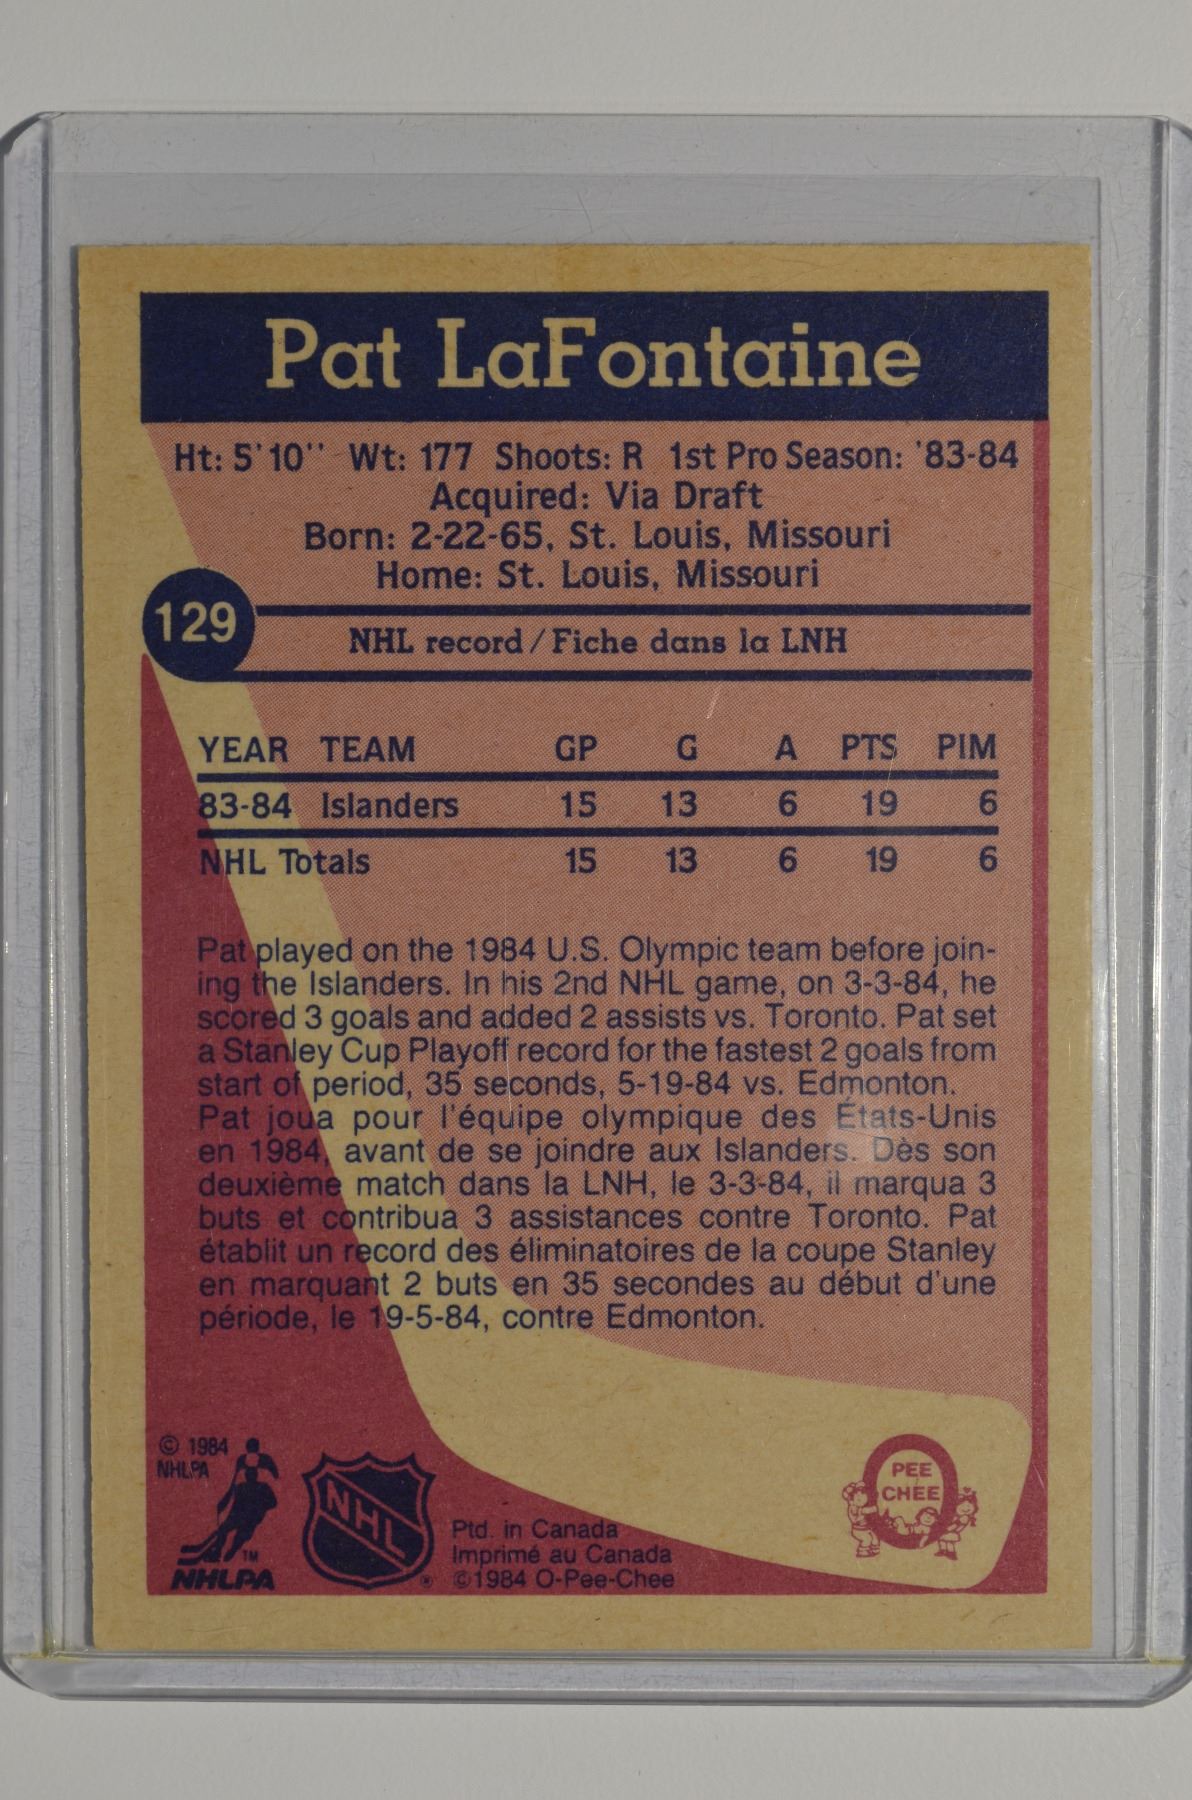 Pat LaFontaine
Ht: 5'10'' Wt: 177 Shoots: R 1st Pro Season: '83-84
Acquired: Via Draft
Born: 2-22-65, St. Louis, Missouri
Home: St. Louis, Missouri
129
NHL record / Fiche dans la LNH
YEAR TEAM GP G A PTS PIM
83-84 Islanders 15 13 6 19 6
NHL Totals 15 13 6 19 6
Pat played on the 1984 U.S. Olympic team before join-
ing the Islanders. In his 2nd NHL game, on 3-3-84, he
scored 3 goals and added 2 assists vs. Toronto. Pat set
a Stanley Cup Playoff record for the fastest 2 goals from
start of period, 35 seconds, 5-19-84 vs. Edmonton.
Pat joua pour l'équipe olympique des États-Unis
en 1984, avant de se joindre aux Islanders. Dès son
deuxième match dans la LNH, le 3-3-84, il marqua 3
buts et contribua 3 assistances contre Toronto. Pat
établit un record des éliminatoires de la coupe Stanley
en marquant 2 buts en 35 secondes au début d'une
période, le 19-5-84, contre Edmonton.
© 1984
NHLPA
TM
NHLPA
NHL
®
Ptd. in Canada
Imprimé au Canada
©1984 O-Pee-Chee
PEE
CHEE